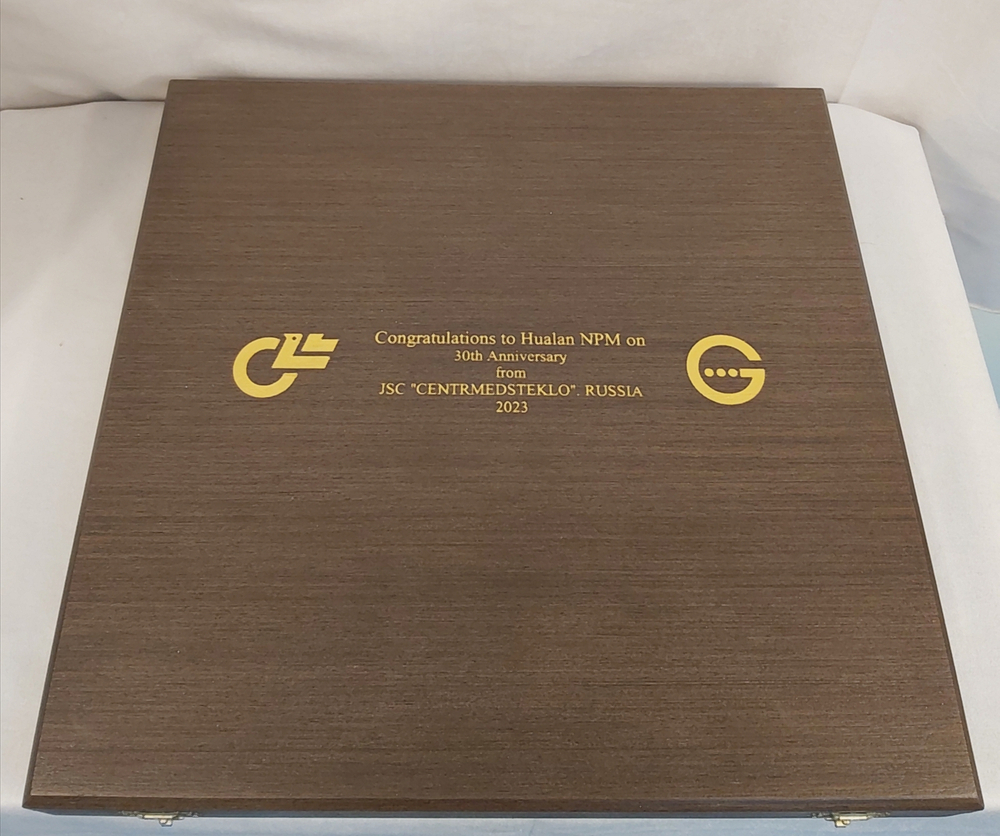 Congratulations to Hualan NPM on
30th Anniversary
from
JSC "CENTRMEDSTEKLO". RUSSIA
2023